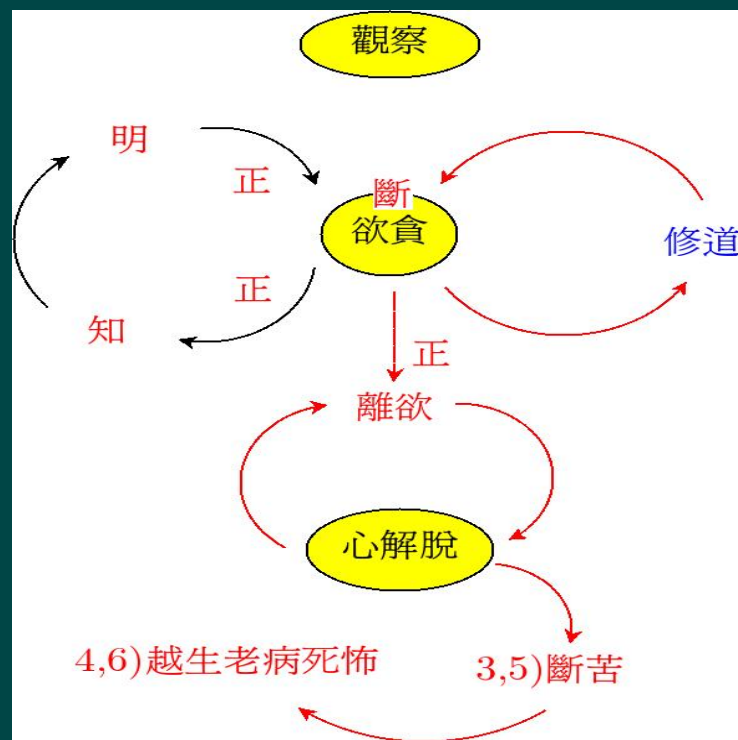 觀察
明
正
斷
欲貪
修道
正
知
正
離欲
心解脫
4,6)越生老病死怖
3,5)斷苦